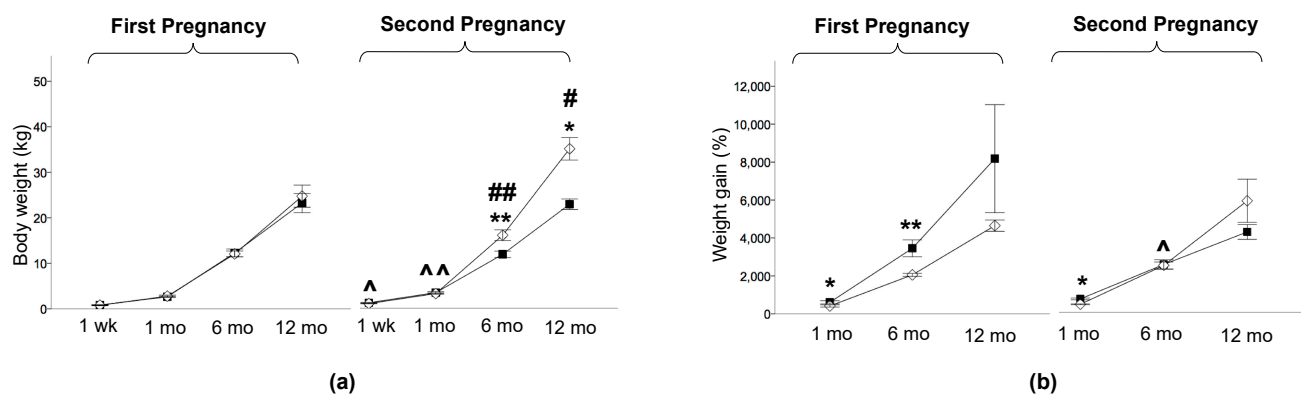 First Pregnancy
Second Pregnancy
Body weight (kg)
50
40
30
20
10
0
^
^^
##
**
#
*
1 wk
1 mo
6 mo
12 mo
1 wk
1 mo
6 mo
12 mo
(a)
First Pregnancy
Second Pregnancy
Weight gain (%)
12,000
10,000
8,000
6,000
4,000
2,000
0
*
**
*
^
1 mo
6 mo
12 mo
1 mo
6 mo
12 mo
(b)